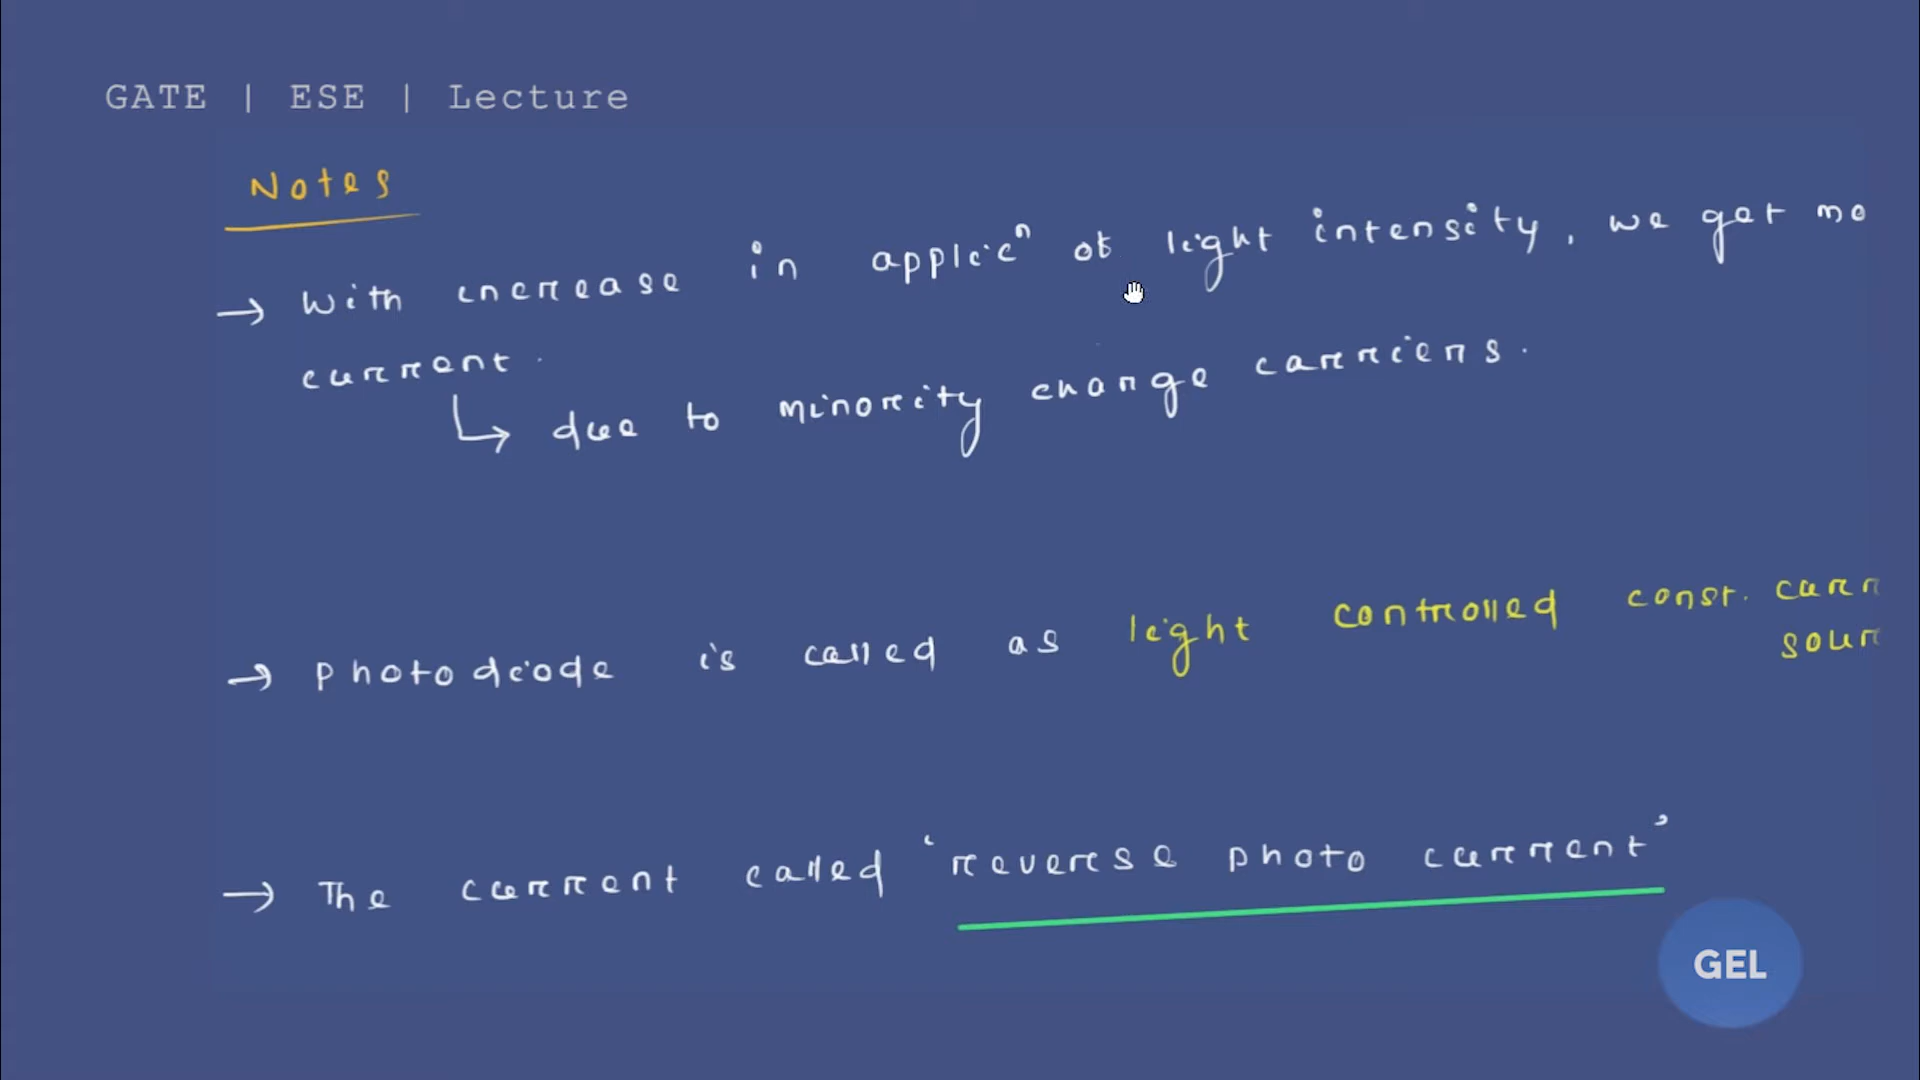 GATE | ESE | Lecture
Notes
→ With increase in applicⁿ of light intensity, we get mo
current.
↳ due to minority charge carriers.
→ Photodiode is called as light controlled const. curr
sour
→ The current called 'reverse photo current'
GEL